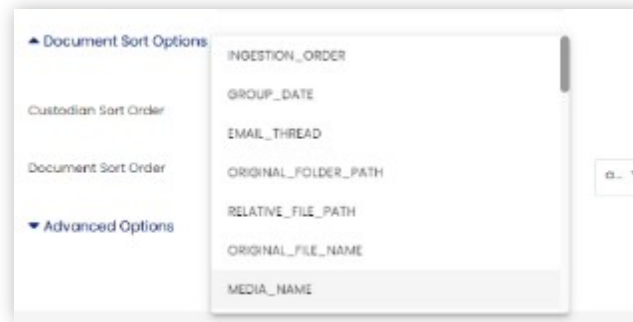 ▲ Document Sort Options
INGESTION_ORDER
GROUP_DATE
Custodian Sort Order
EMAIL_THREAD
Document Sort Order
ORIGINAL_FOLDER_PATH
RELATIVE_FILE_PATH
▼ Advanced Options
ORIGINAL_FILE_NAME
MEDIA_NAME